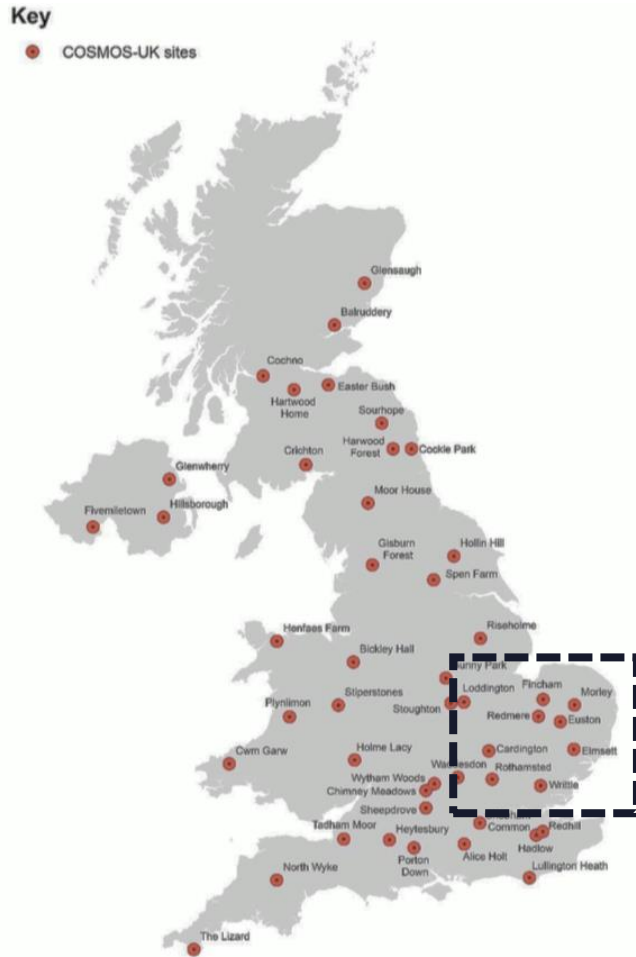 Key
COSMOS-UK sites
Glensaugh
Balruddery
Cochno
Easter Bush
Hartwood
Home
Sourhope
Harwood
Forest
Cockle Park
Crichton
Glenwherry
Hillsborough
Fivemiletown
Moor House
Gisburn
Forest
Hollin Hill
Spen Farm
Henfaes Farm
Riseholme
Bickley Hall
Loddington
Fincham
Morley
Stiperstones
Stoughton
Plynlimon
Redmere
Euston
Cwm Garw
Holme Lacy
Cardington
Elmsett
Rothamsted
Wytham Woods
Chimney Meadows
Writtle
Sheepdrove
Tadham Moor
Heytesbury
Common
Redhill
Hadlow
Porton
Down
Alice Holt
Lullington Heath
North Wyke
The Lizard